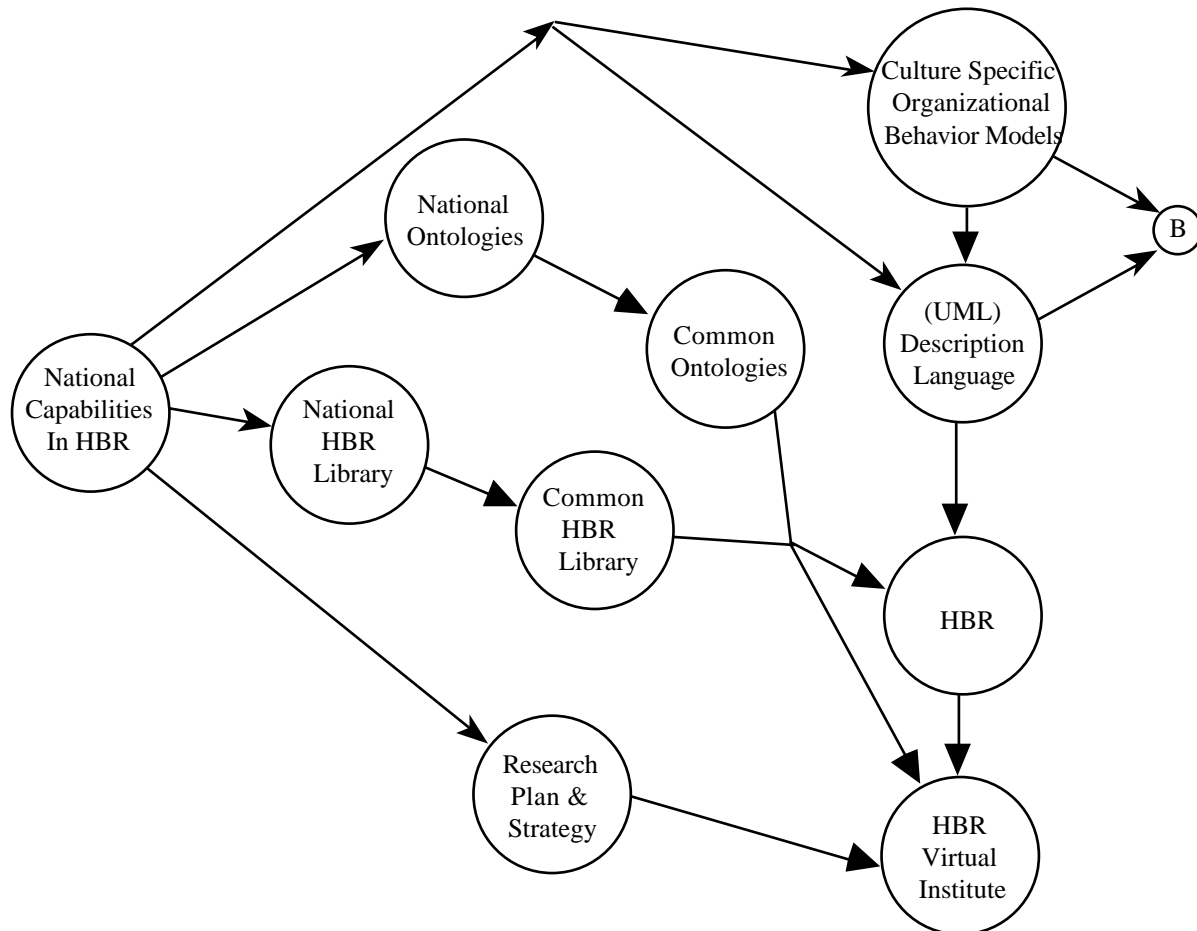 Culture Specific
Organizational
Behavior Models
B
National
Ontologies
(UML)
Description
Language
Common
Ontologies
National
Capabilities
In HBR
National
HBR
Library
Common
HBR
Library
HBR
Research
Plan &
Strategy
HBR
Virtual
Institute